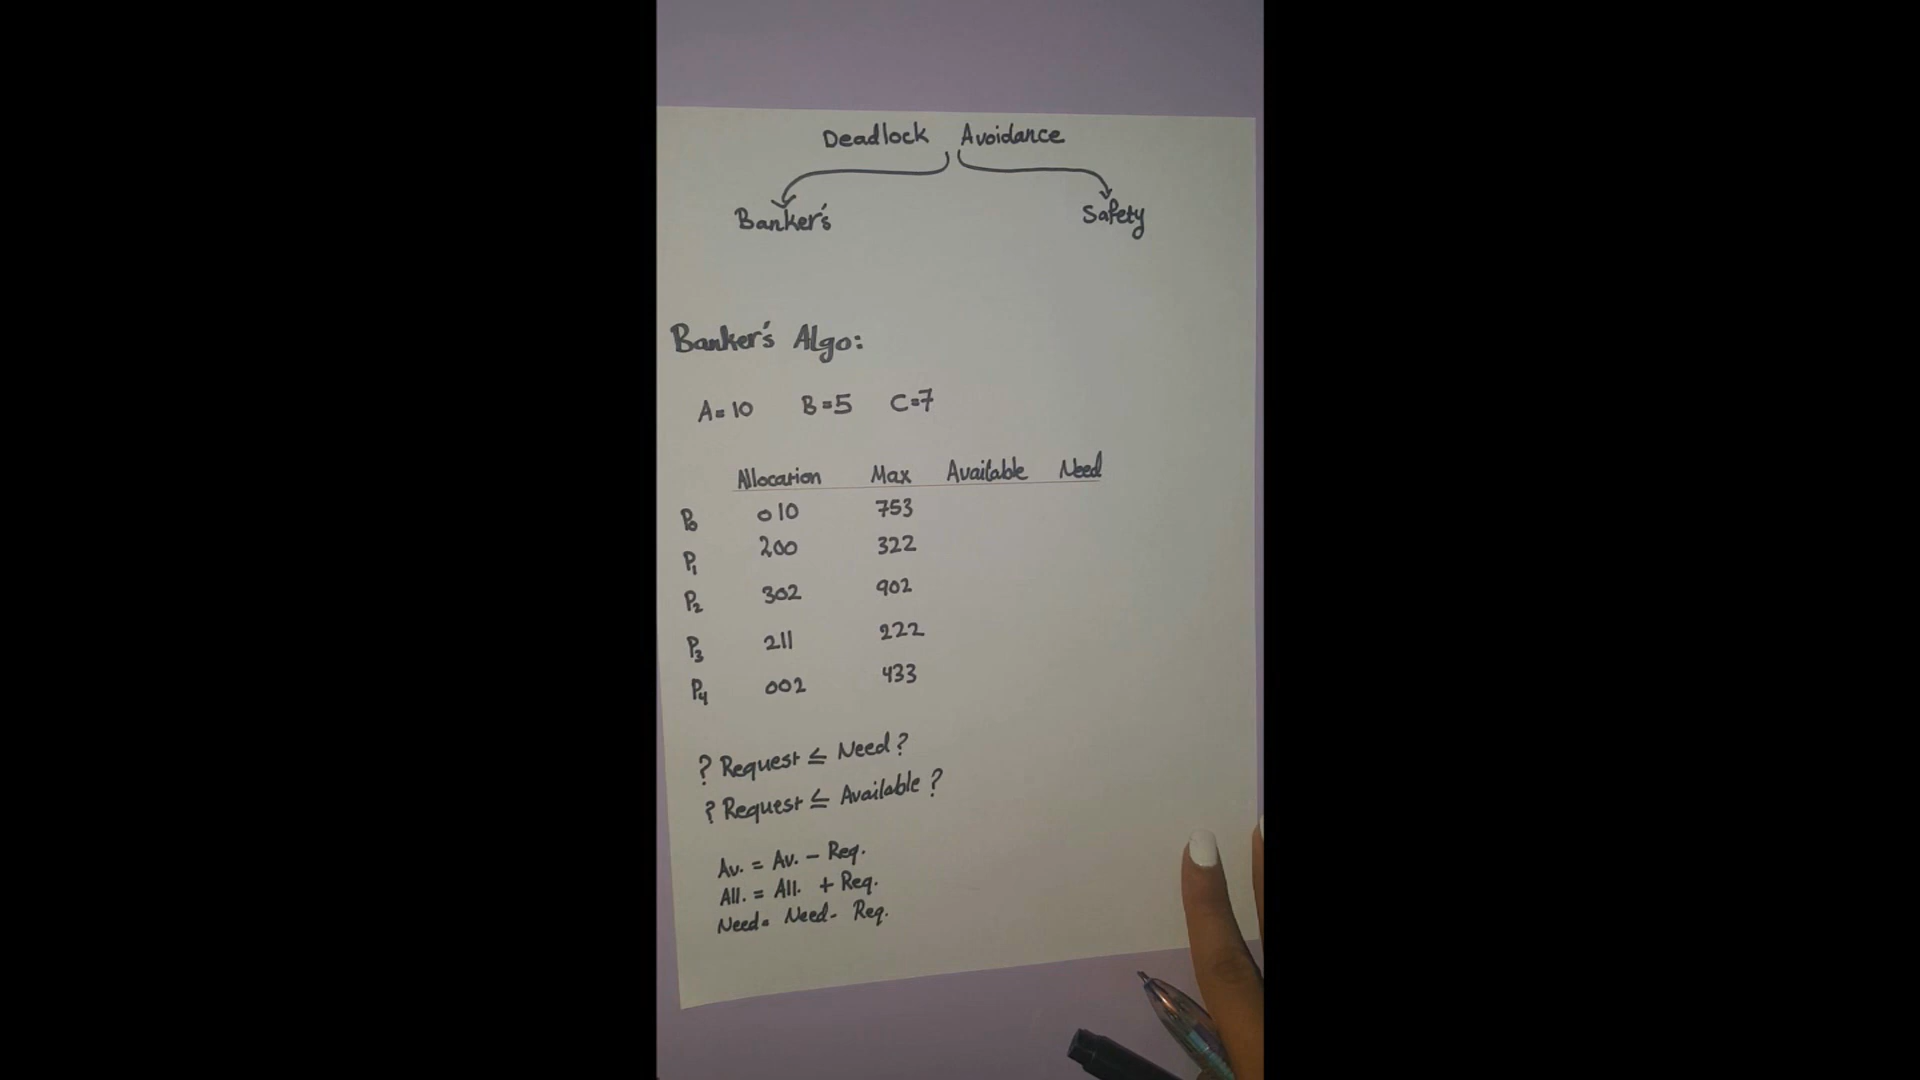 Deadlock Avoidance
Banker's Safety
Banker's Algo:
A=10 B=5 C=7
Allocation Max Available Need
P0 010 753
P1 200 322
P2 302 902
P3 211 222
P4 002 433
? Request ≤ Need ?
? Request ≤ Available ?
Av. = Av. - Req.
All. = All. + Req.
Need= Need- Req.